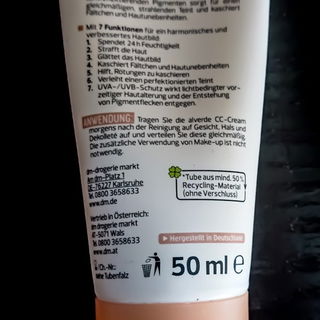 Pigmenten sorgt für ein
gleichmäßigen, strahlenden Teint und kaschiert
Fältchen und Hautunebenheiten.
Mit 7 Funktionen für ein harmonisches und
verbessertes Hautbild:
1. Spendet 24 h Feuchtigkeit
2. Strafft die Haut
3. Glättet das Hautbild
4. Kaschiert Fältchen und Hautunebenheiten
5. Hilft, Rötungen zu kaschieren
6. Verleiht einen perfektionierten Teint
7. UVA-/UVB-Schutz wirkt lichtbedingter vor-
zeitiger Hautalterung und der Entstehung
von Pigmentflecken entgegen.
ANWENDUNG: Tragen Sie die alverde CC-Cream
morgens nach der Reinigung auf Gesicht, Hals und
Dekolleté auf und verteilen Sie diese gleichmäßig.
Die zusätzliche Verwendung von Make-up ist nicht
notwendig.
dm-drogerie markt
Am dm-Platz 1
DE-76227 Karlsruhe
0800 3658633
www.dm.de
*Tube aus mind. 50%
Recycling-Material
(ohne Verschluss)
Vertrieb in Österreich:
dm drogerie markt
AT-5071 Wals
0800 3658633
www.dm.at
Hergestellt in Deutschland
/Ch.-Nr.:
siehe Tubenfalz
50 ml e